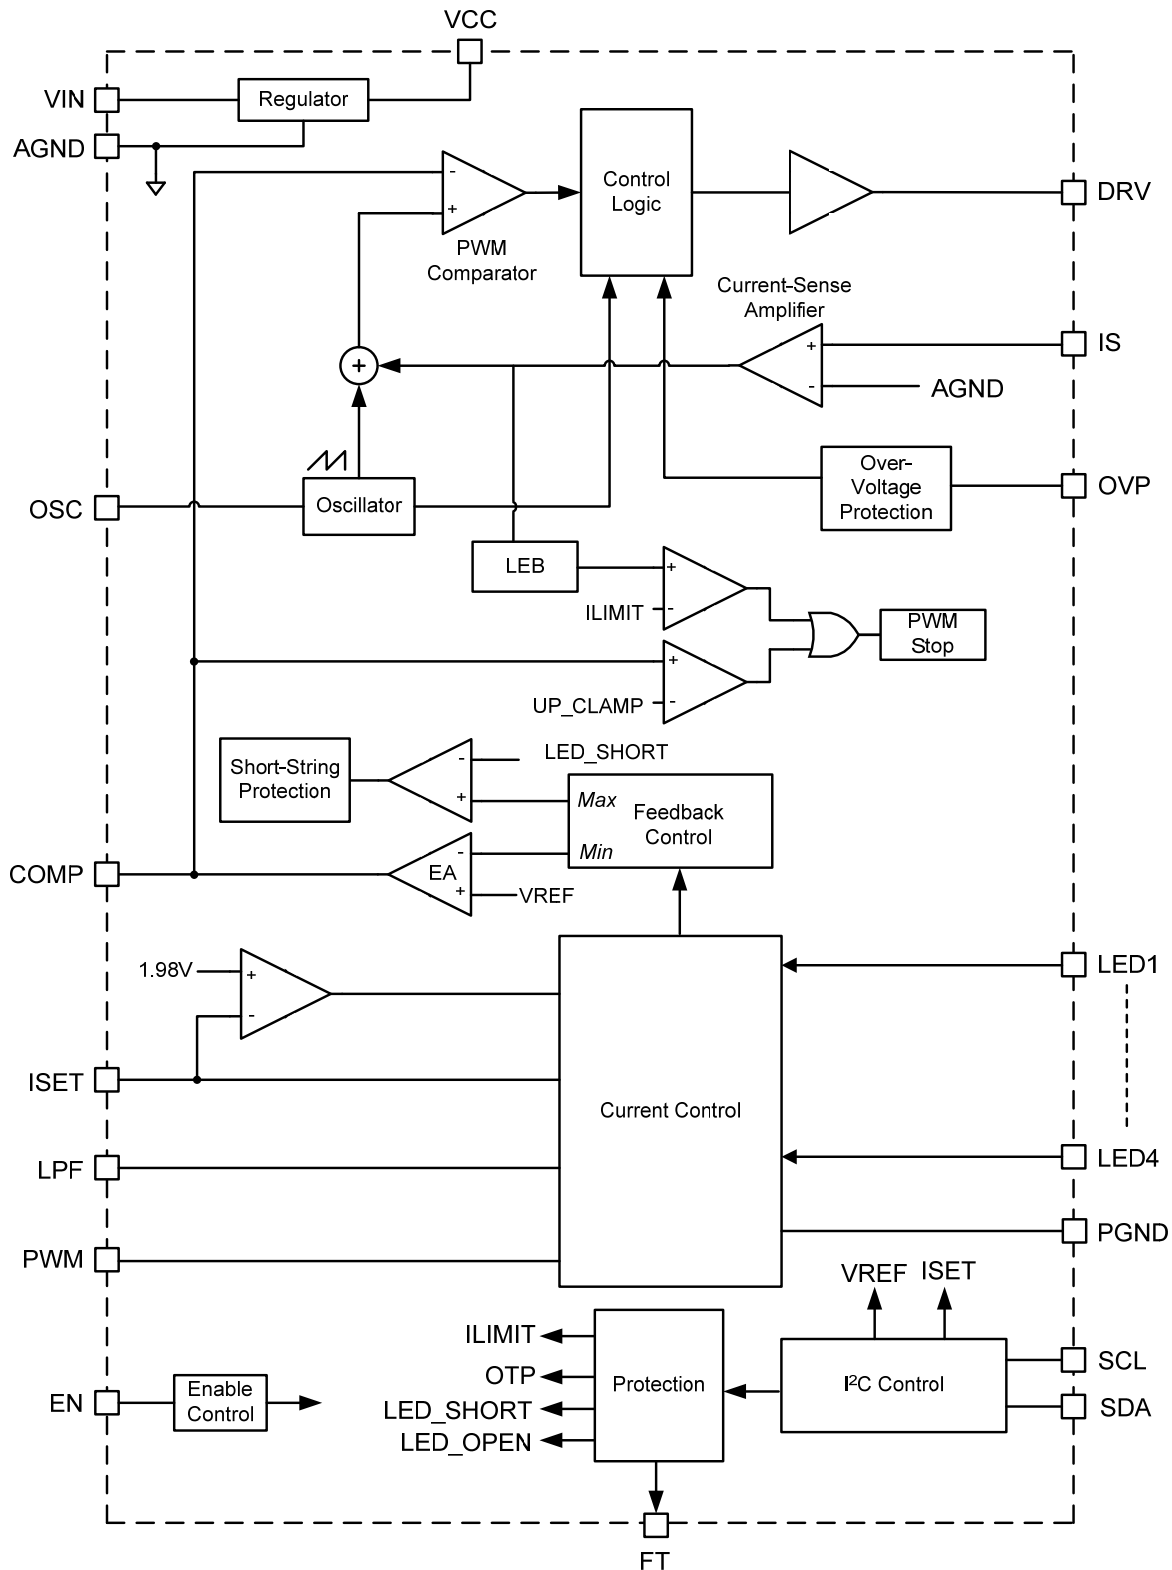 VCC
VIN
Regulator
AGND
-
+
PWM
Comparator
Control
Logic
DRV
Current-Sense
Amplifier
+
-
IS
AGND
+
OSC
Oscillator
Over-
Voltage
Protection
OVP
LEB
+
-
ILIMIT
PWM
Stop
+
-
UP_CLAMP
Short-String
Protection
-
+
LED_SHORT
Max
Min
Feedback
Control
COMP
EA
-
+
VREF
1.98V
+
-
LED1
ISET
Current Control
LPF
LED4
PWM
PGND
VREF
ISET
ILIMIT
OTP
LED_SHORT
LED_OPEN
Protection
I²C Control
SCL
SDA
EN
Enable
Control
FT